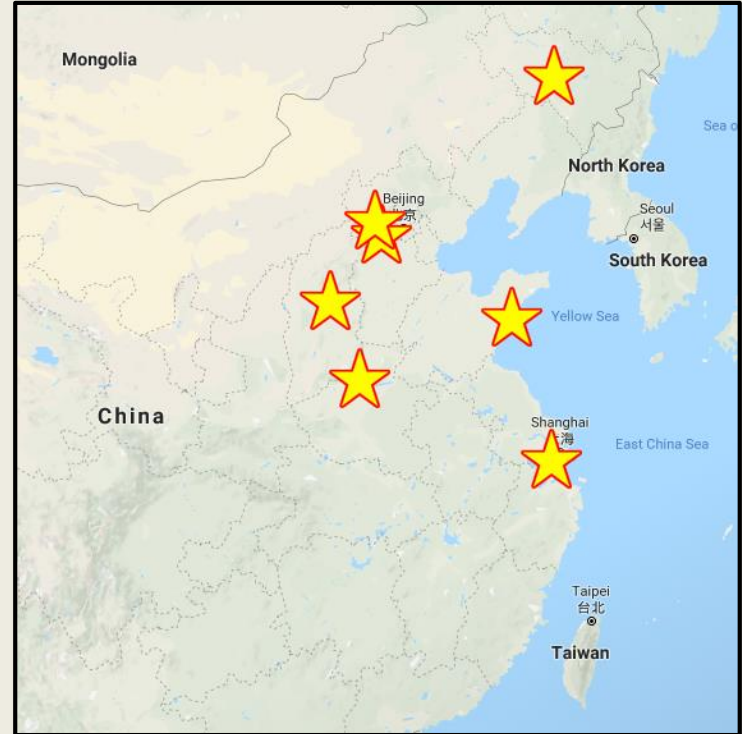 Mongolia
Sea o
North Korea
Beijing
Seoul
서울
South Korea
Yellow Sea
China
Shanghai
海
East China Sea
Taipei
台北
Taiwan